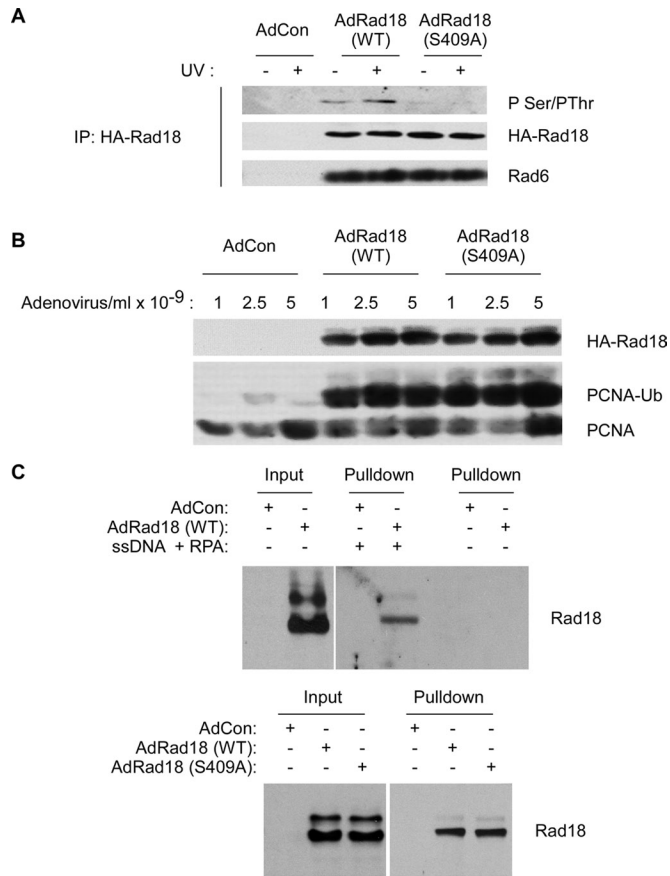 A
AdCon AdRad18 (WT) AdRad18 (S409A)
UV : - + - + - +
P Ser/PThr
IP: HA-Rad18
HA-Rad18
Rad6
B
AdCon AdRad18 (WT) AdRad18 (S409A)
Adenovirus/ml x 10-9 : 1 2.5 5 1 2.5 5 1 2.5 5
HA-Rad18
PCNA-Ub
PCNA
C
Input Pulldown Pulldown
AdCon: + - + - + -
AdRad18 (WT): - + - + - +
ssDNA + RPA: - - + + - -
Rad18
Input Pulldown
AdCon: + - - + - -
AdRad18 (WT): - + - - + -
AdRad18 (S409A): - - + - - +
Rad18